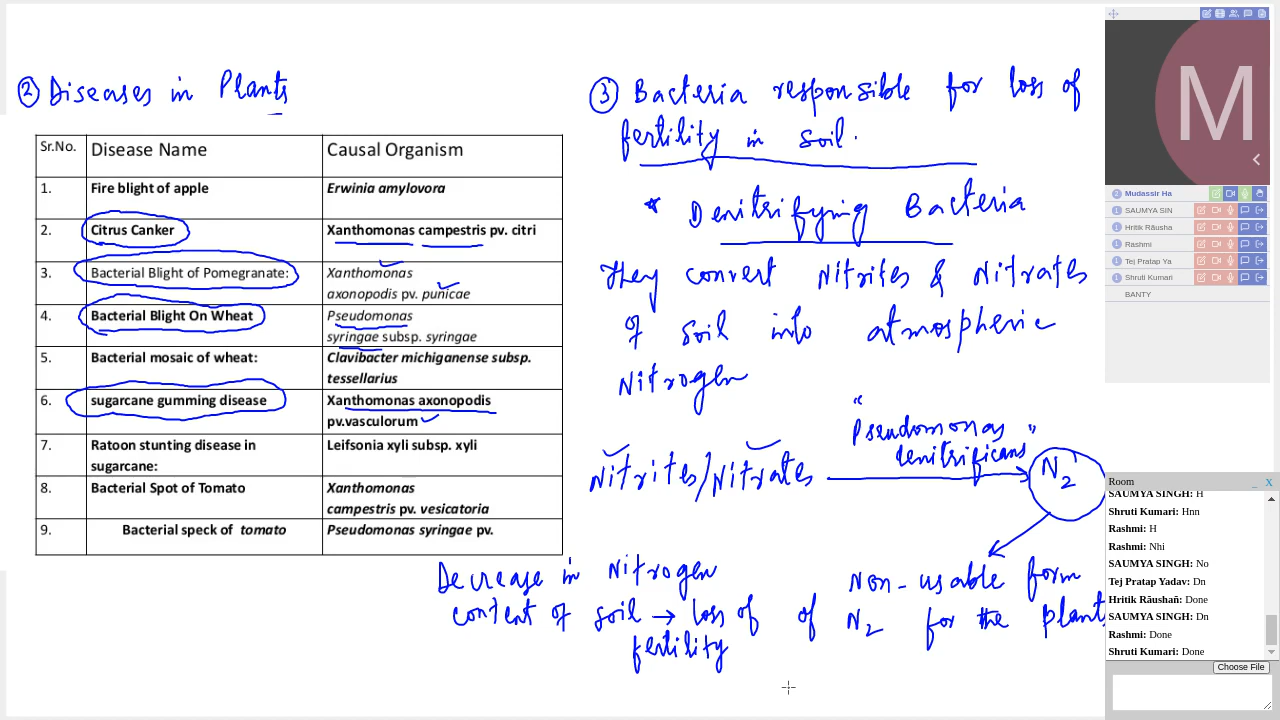 ② Diseases in Plants
Sr.No. Disease Name Causal Organism
1. Fire blight of apple Erwinia amylovora
2. Citrus Canker Xanthomonas campestris pv. citri
3. Bacterial Blight of Pomegranate: Xanthomonas
axonopodis pv. punicae
4. Bacterial Blight On Wheat Pseudomonas
syringae subsp. syringae
5. Bacterial mosaic of wheat: Clavibacter michiganense subsp.
tessellarius
6. sugarcane gumming disease Xanthomonas axonopodis
pv.vasculorum
7. Ratoon stunting disease in Leifsonia xyli subsp. xyli
sugarcane:
8. Bacterial Spot of Tomato Xanthomonas
campestris pv. vesicatoria
9. Bacterial speck of tomato Pseudomonas syringae pv.
③ Bacteria responsible for loss of
fertility in soil.
* Denitrifying Bacteria
They convert Nitrites & Nitrates
of soil into atmospheric
Nitrogen
"Pseudomonas
denitrificans"
Nitrites/Nitrates → N2
Non-usable form
of N2 for the plants
Decrease in Nitrogen
content of soil → loss of
fertility
M
2 Mudassir Ha
1 SAUMYA SIN
1 Hritik Răusha
1 Rashmi
1 Tej Pratap Ya
1 Shruti Kumari
BANTY
Room _ X
SAUMYA SINGH: H
Shruti Kumari: Hnn
Rashmi: H
Rashmi: Nhi
SAUMYA SINGH: No
Tej Pratap Yadav: Dn
Hritik Răushañ: Done
SAUMYA SINGH: Dn
Rashmi: Done
Shruti Kumari: Done
Choose File